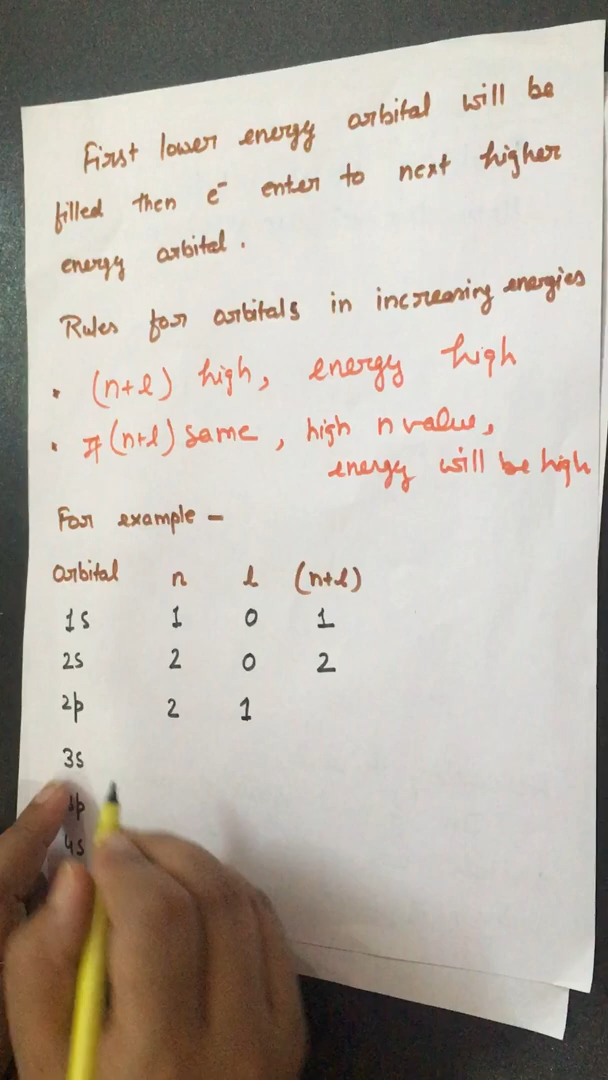 First lower energy orbital will be
filled then e⁻ enter to next higher
energy orbital.
Rules for orbitals in increasing energies
• (n+l) high, energy high
• If (n+l) same, high n value,
energy will be high
For example –
orbital n l (n+l)
1s 1 0 1
2s 2 0 2
2p 2 1
3s
3p
4s